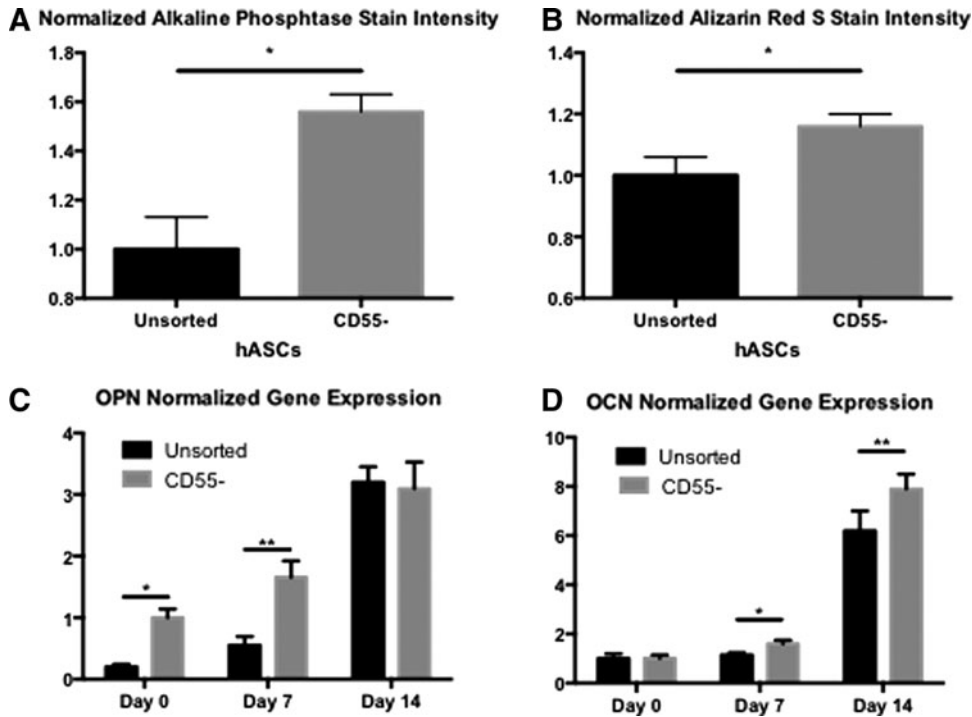 A Normalized Alkaline Phosphtase Stain Intensity
*
1.8
1.6
1.4
1.2
1.0
0.8
Unsorted CD55-
hASCs
B Normalized Alizarin Red S Stain Intensity
*
1.4
1.2
1.0
0.8
0.6
Unsorted CD55-
hASCs
C OPN Normalized Gene Expression
Unsorted
CD55-
* **
4
3
2
1
0
Day 0 Day 7 Day 14
D OCN Normalized Gene Expression
Unsorted
CD55-
* **
10
8
6
4
2
0
Day 0 Day 7 Day 14